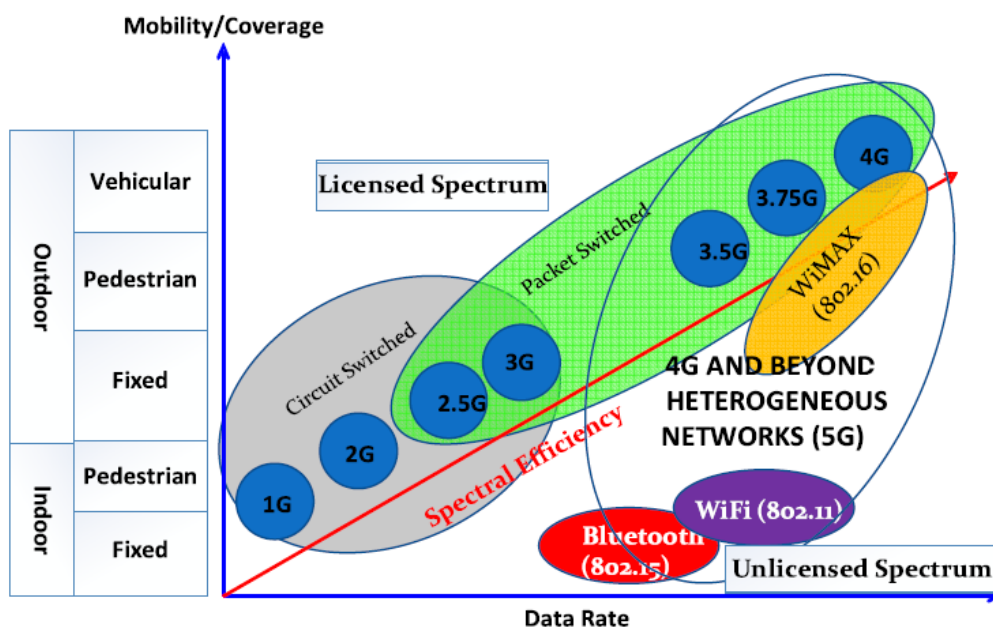 Mobility/Coverage
Outdoor
Vehicular
Pedestrian
Fixed
Indoor
Pedestrian
Fixed
Licensed Spectrum
Circuit Switched
Packet Switched
1G
2G
2.5G
3G
3.5G
3.75G
4G
WiMAX
(802.16)
Spectral Efficiency
4G AND BEYOND
HETEROGENEOUS
NETWORKS (5G)
WiFi (802.11)
Bluetooth
(802.15)
Unlicensed Spectrum
Data Rate